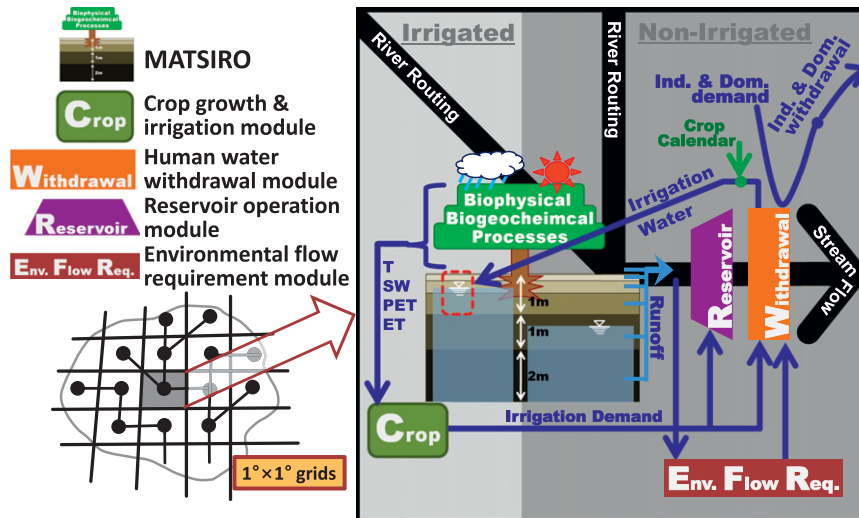 Biophysical
Biogeochemical
Processes
1m
1m
2m
MATSIRO
Crop
Crop growth &
irrigation module
Withdrawal
Human water
withdrawal module
Reservoir
Reservoir operation
module
Env. Flow Req.
Environmental flow
requirement module
1°×1° grids
Irrigated
Non-Irrigated
River Routing
River Routing
Ind. & Dom.
demand
Ind. & Dom.
withdrawal
Crop
Calendar
Irrigation
Water
Biophysical
Biogeocheimcal
Processes
T
SW
PET
ET
1m
1m
2m
Runoff
Reservoir
Withdrawal
Stream Flow
Crop
Irrigation Demand
Env. Flow Req.